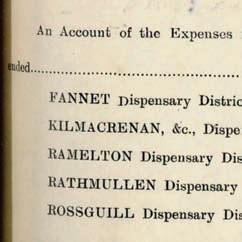 An Account of the Expenses
ended....................................
FANNET Dispensary Distric
KILMACRENAN, &c., Dispe
RAMELTON Dispensary Dis
RATHMULLEN Dispensary
ROSSGUILL Dispensary Dis